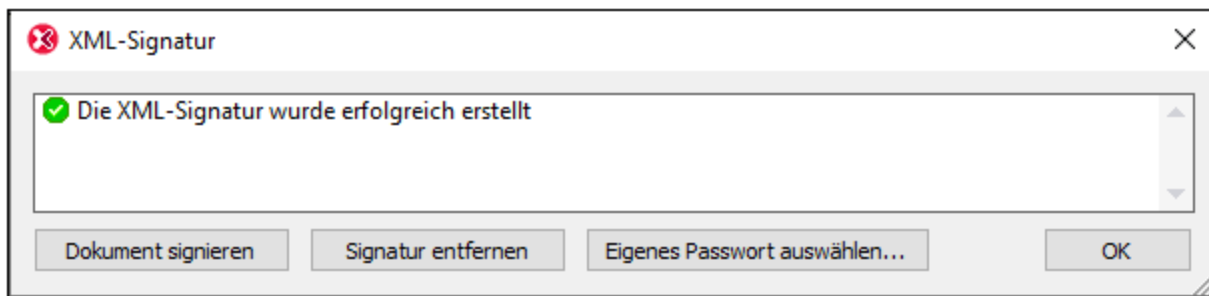 XML-Signatur
Die XML-Signatur wurde erfolgreich erstellt
Dokument signieren
Signatur entfernen
Eigenes Passwort auswählen...
OK